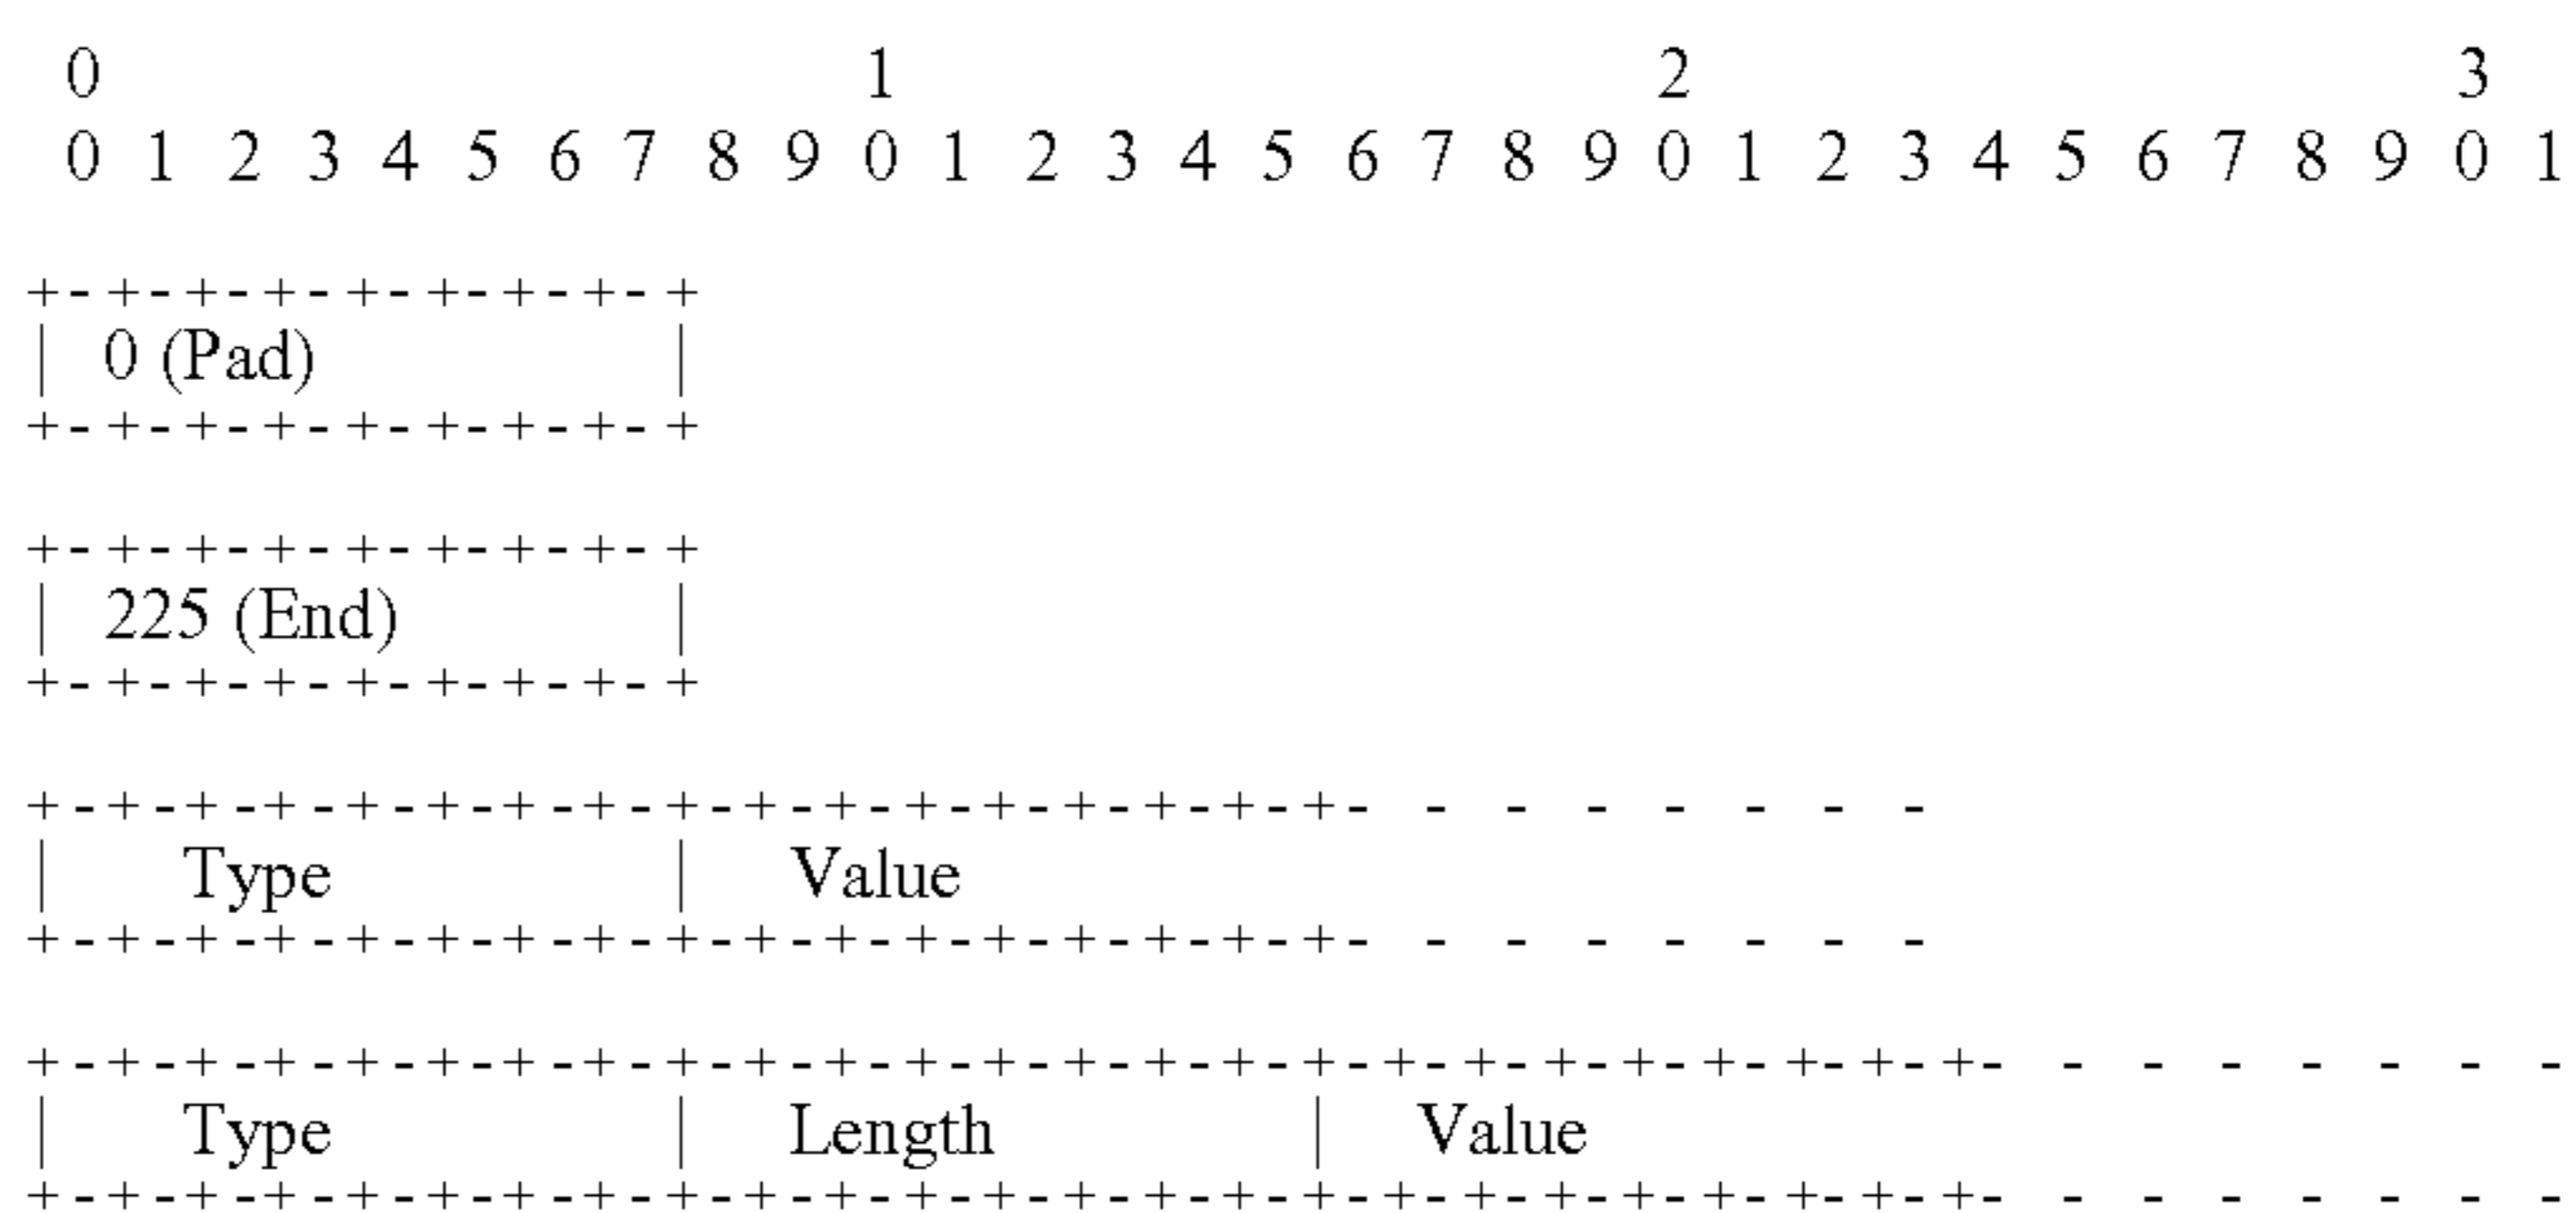 0 1 2 3
0 1 2 3 4 5 6 7 8 9 0 1 2 3 4 5 6 7 8 9 0 1 2 3 4 5 6 7 8 9 0 1
+-+-+-+-+-+-+-+-+
| 0 (Pad) |
+-+-+-+-+-+-+-+-+
+-+-+-+-+-+-+-+-+
| 225 (End) |
+-+-+-+-+-+-+-+-+
+-+-+-+-+-+-+-+-+-+-+-+-+-+-+-+-+- - - - - - - -
| Type | Value
+-+-+-+-+-+-+-+-+-+-+-+-+-+-+-+-+- - - - - - - -
+-+-+-+-+-+-+-+-+-+-+-+-+-+-+-+-+-+-+-+-+-+-+-+-+- - - - - - - -
| Type | Length | Value
+-+-+-+-+-+-+-+-+-+-+-+-+-+-+-+-+-+-+-+-+-+-+-+-+- - - - - - - -